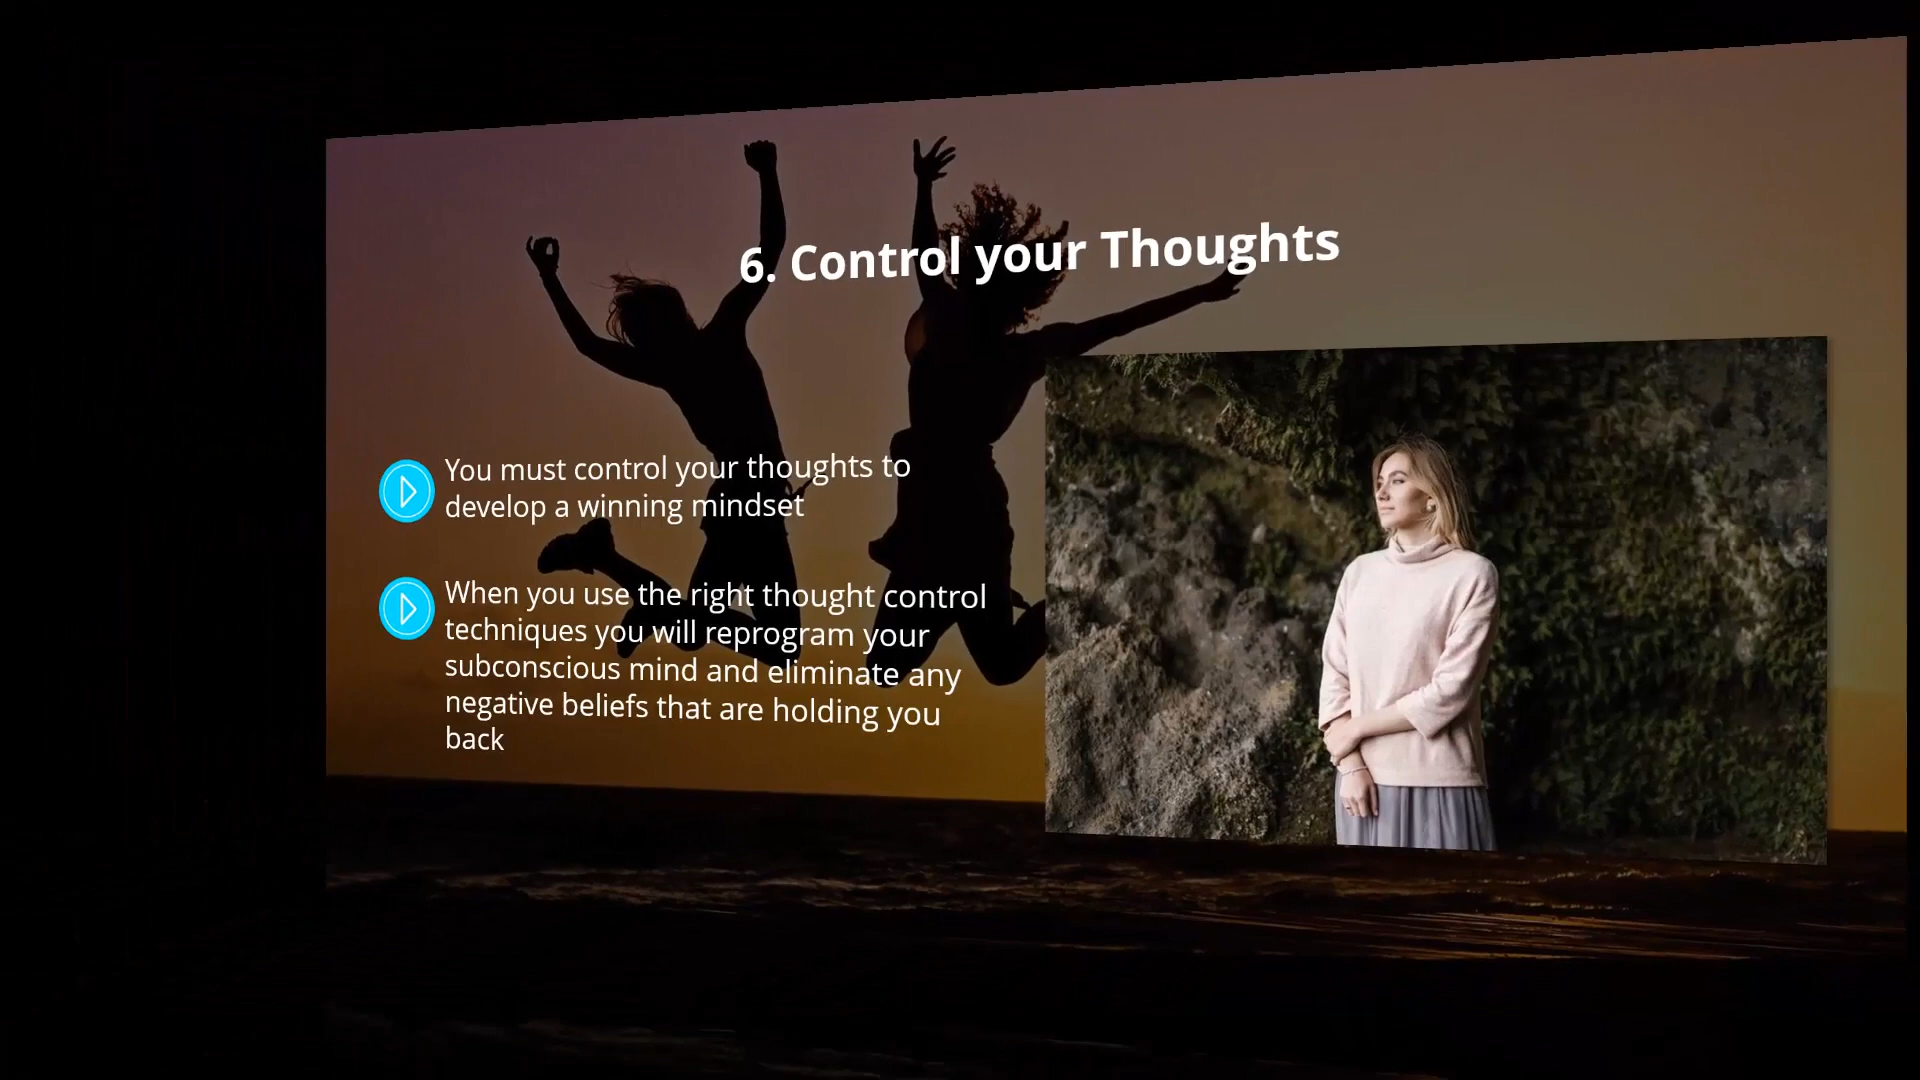 6. Control your Thoughts
You must control your thoughts to
develop a winning mindset
When you use the right thought control
techniques you will reprogram your
subconscious mind and eliminate any
negative beliefs that are holding you
back